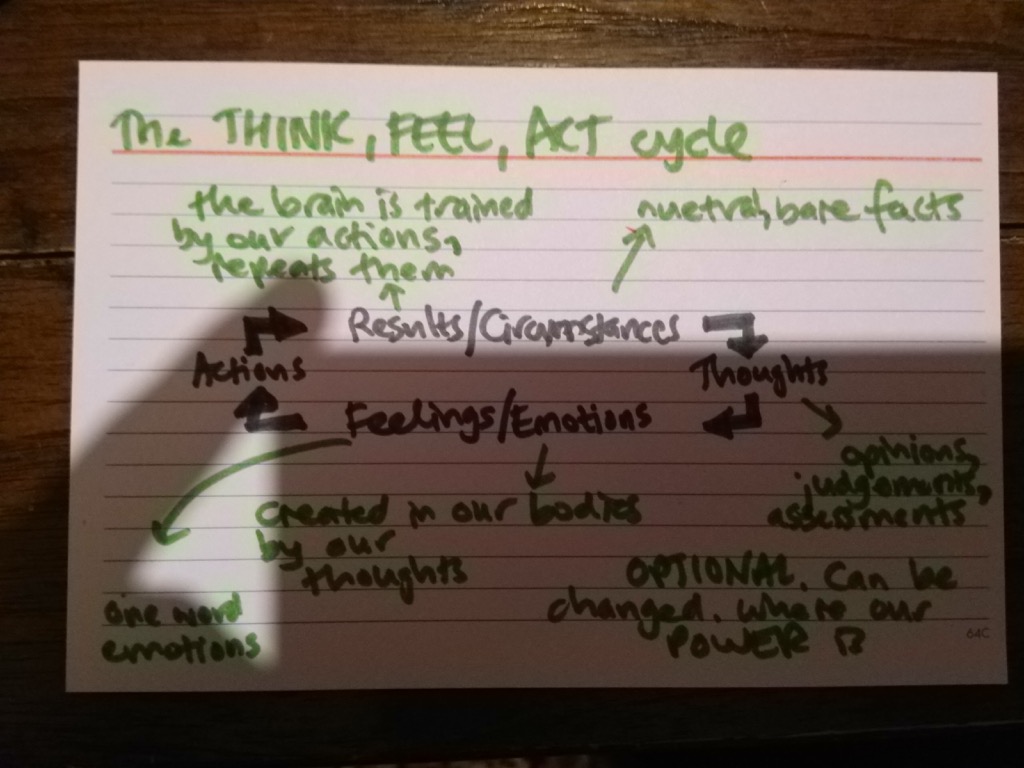 The THINK, FEEL, ACT cycle
the brain is trained
by our actions,
repeats them
nuetral, bare facts
Results/Circumstances
Actions
Thoughts
Feelings/Emotions
opinions,
judgements,
assessments
created in our bodies
by our
thoughts
OPTIONAL. Can be
changed. Where our
POWER is
one word
emotions
64C